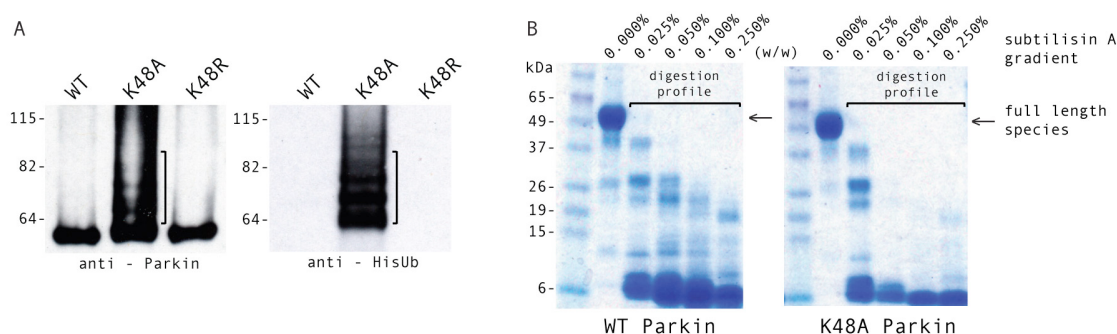 A
WT
K48A
K48R
115-
82-
64-
anti - Parkin
WT
K48A
K48R
115-
82-
64-
anti - HisUb
B
0.000%
0.025%
0.050%
0.100%
0.250%
(w/w)
0.000%
0.025%
0.050%
0.100%
0.250%
subtilisin A
gradient
kDa
65-
49-
37-
26-
19-
15-
6-
digestion
profile
digestion
profile
full length
species
WT Parkin
K48A Parkin